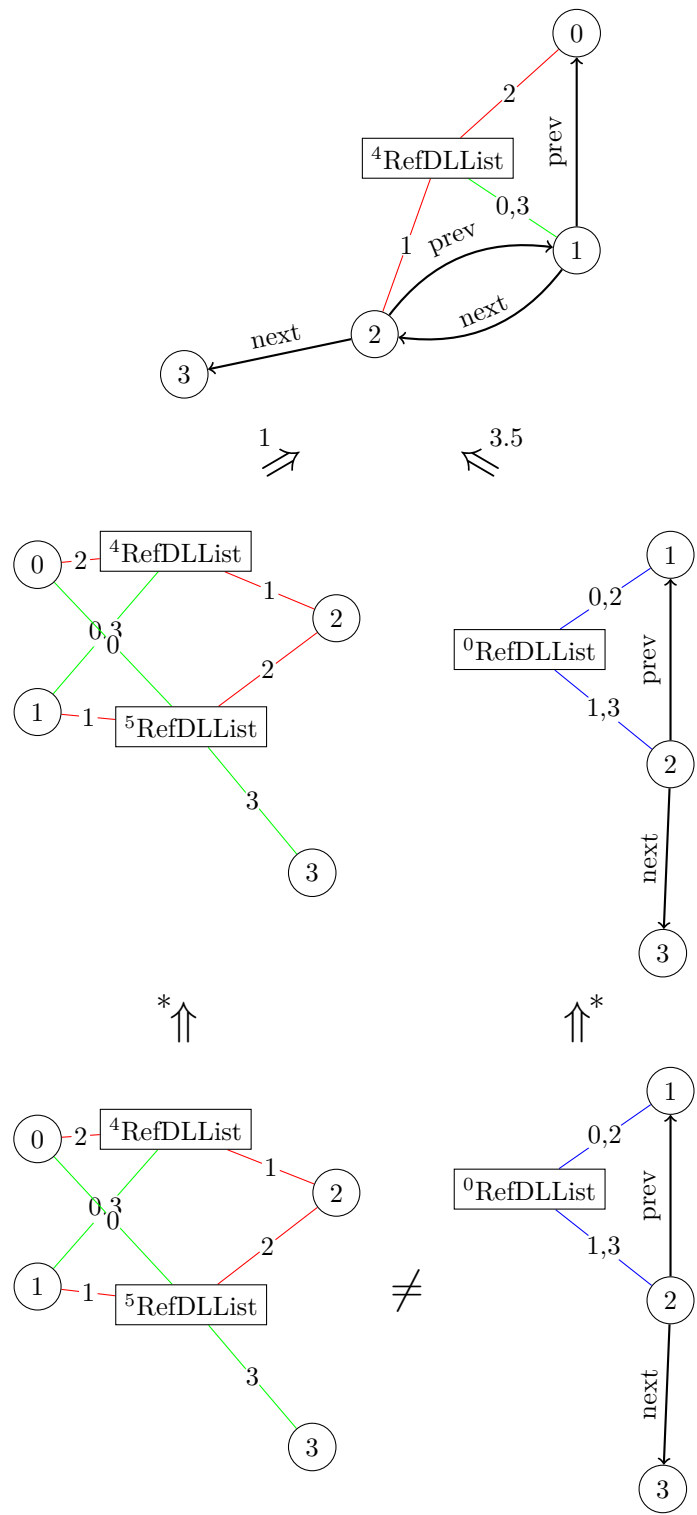 0
2
prev
⁴RefDLList
0,3
1
prev
1
next
next
2
3
1
3.5
⁴RefDLList
0
2
1
1
0,2
2
0,3
0
⁰RefDLList
prev
2
1,3
1
1
⁵RefDLList
2
3
next
3
3
*
*
1
⁴RefDLList
0
2
0,2
1
⁰RefDLList
prev
2
0,3
0
2
1,3
1
1
2
⁵RefDLList
≠
3
next
3
3